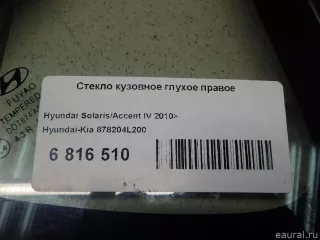 Стекло кузовное глухое правое
Hyundai Solaris/Accent IV 2010>
Hyundai-Kia 878204L200
6 816 510
FUYAO
TEMPERED
43R
eaural.ru